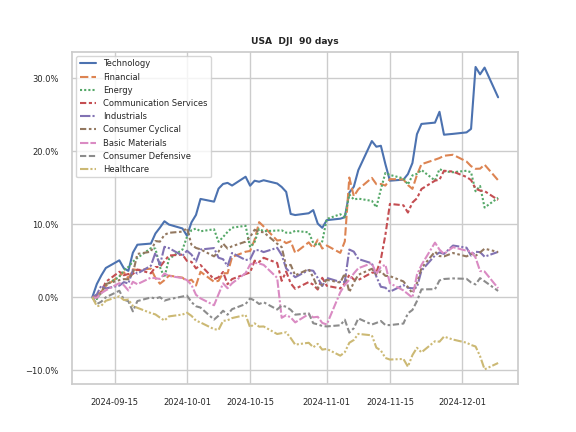 USA  DJI  90 days
Technology
Financial
Energy
Communication Services
Industrials
Consumer Cyclical
Basic Materials
Consumer Defensive
Healthcare
30.0%
20.0%
10.0%
0.0%
−10.0%
2024-09-15 2024-10-01 2024-10-15 2024-11-01 2024-11-15 2024-12-01